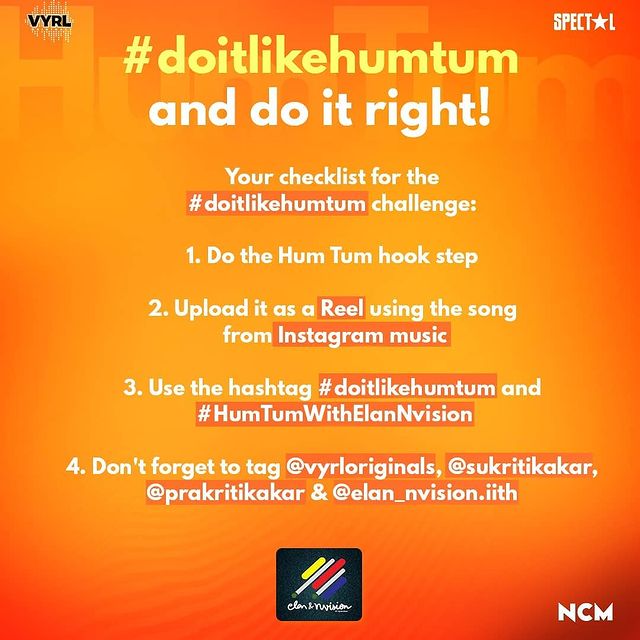 VYRL
SPECT★L
HumTum
#doitlikehumtum
and do it right!
Your checklist for the
#doitlikehumtum challenge:
1. Do the Hum Tum hook step
2. Upload it as a Reel using the song
from Instagram music
3. Use the hashtag #doitlikehumtum and
#HumTumWithElanNvision
4. Don't forget to tag @vyrloriginals, @sukritikakar,
@prakritikakar & @elan_nvision.iith
elan & nvision
NCM